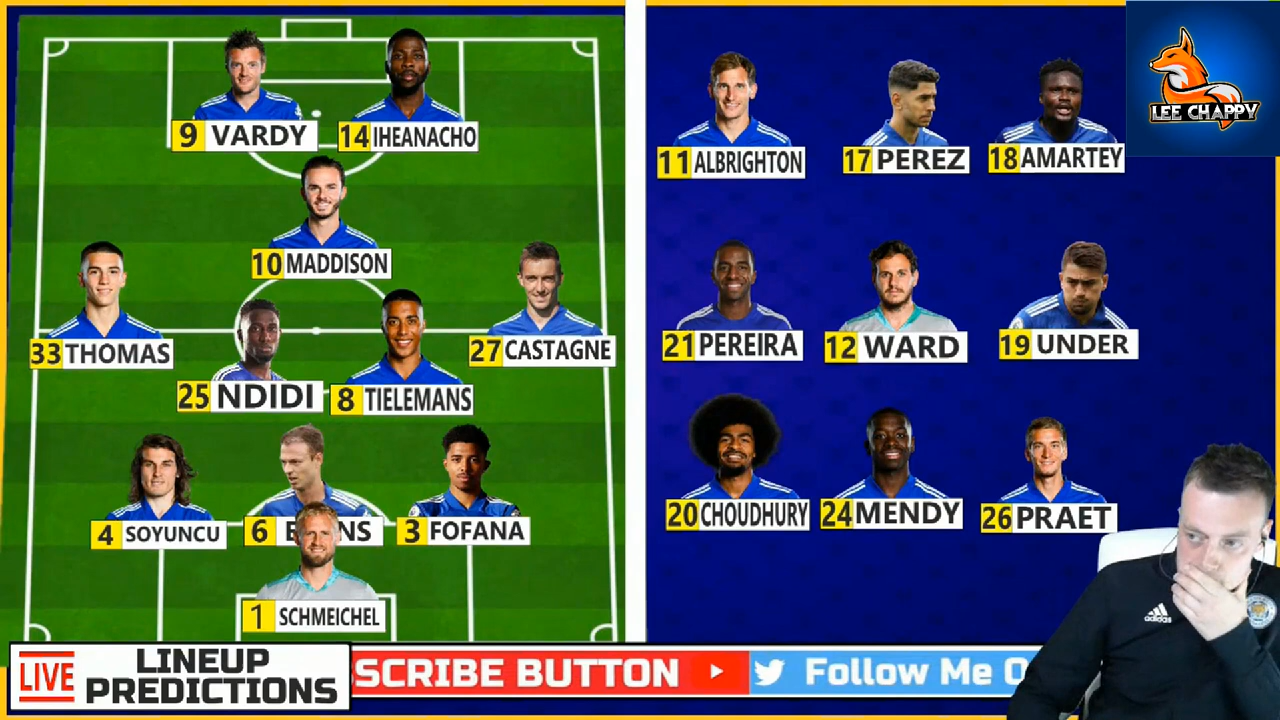 LEE CHAPPY
9 VARDY
14 IHEANACHO
10 MADDISON
33 THOMAS
27 CASTAGNE
25 NDIDI
8 TIELEMANS
4 SOYUNCU
6 E NS
3 FOFANA
1 SCHMEICHEL
11 ALBRIGHTON
17 PEREZ
18 AMARTEY
21 PEREIRA
12 WARD
19 UNDER
20 CHOUDHURY
24 MENDY
26 PRAET
adidas
LIVE
LINEUP
PREDICTIONS
SCRIBE BUTTON
Follow Me O